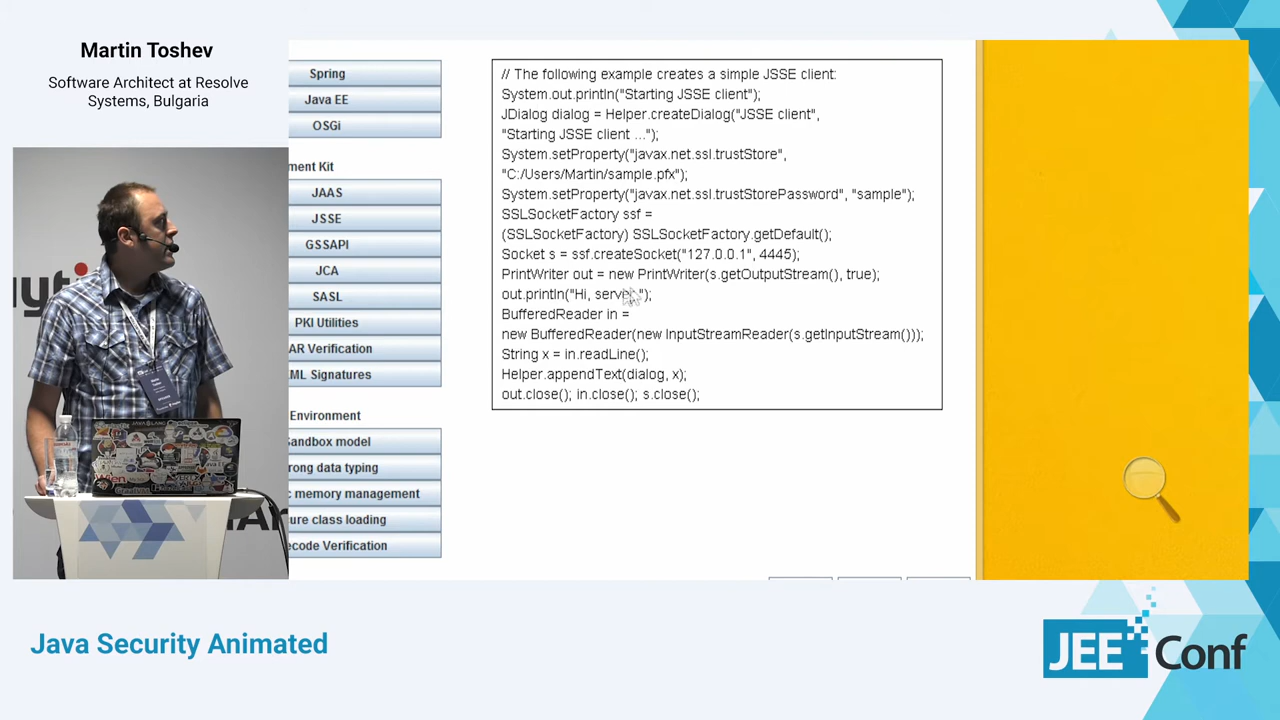 Martin Toshev
Software Architect at Resolve
Systems, Bulgaria
Spring
Java EE
OSGi
ment Kit
JAAS
JSSE
GSSAPI
JCA
SASL
PKI Utilities
AR Verification
ML Signatures
Environment
Sandbox model
rong data typing
c memory management
ure class loading
ecode Verification
// The following example creates a simple JSSE client:
System.out.println("Starting JSSE client");
JDialog dialog = Helper.createDialog("JSSE client",
"Starting JSSE client ...");
System.setProperty("javax.net.ssl.trustStore",
"C:/Users/Martin/sample.pfx");
System.setProperty("javax.net.ssl.trustStorePassword", "sample");
SSLSocketFactory ssf =
(SSLSocketFactory) SSLSocketFactory.getDefault();
Socket s = ssf.createSocket("127.0.0.1", 4445);
PrintWriter out = new PrintWriter(s.getOutputStream(), true);
out.println("Hi, server.");
BufferedReader in =
new BufferedReader(new InputStreamReader(s.getInputStream()));
String x = in.readLine();
Helper.appendText(dialog, x);
out.close(); in.close(); s.close();
Java Security Animated
JEE Conf